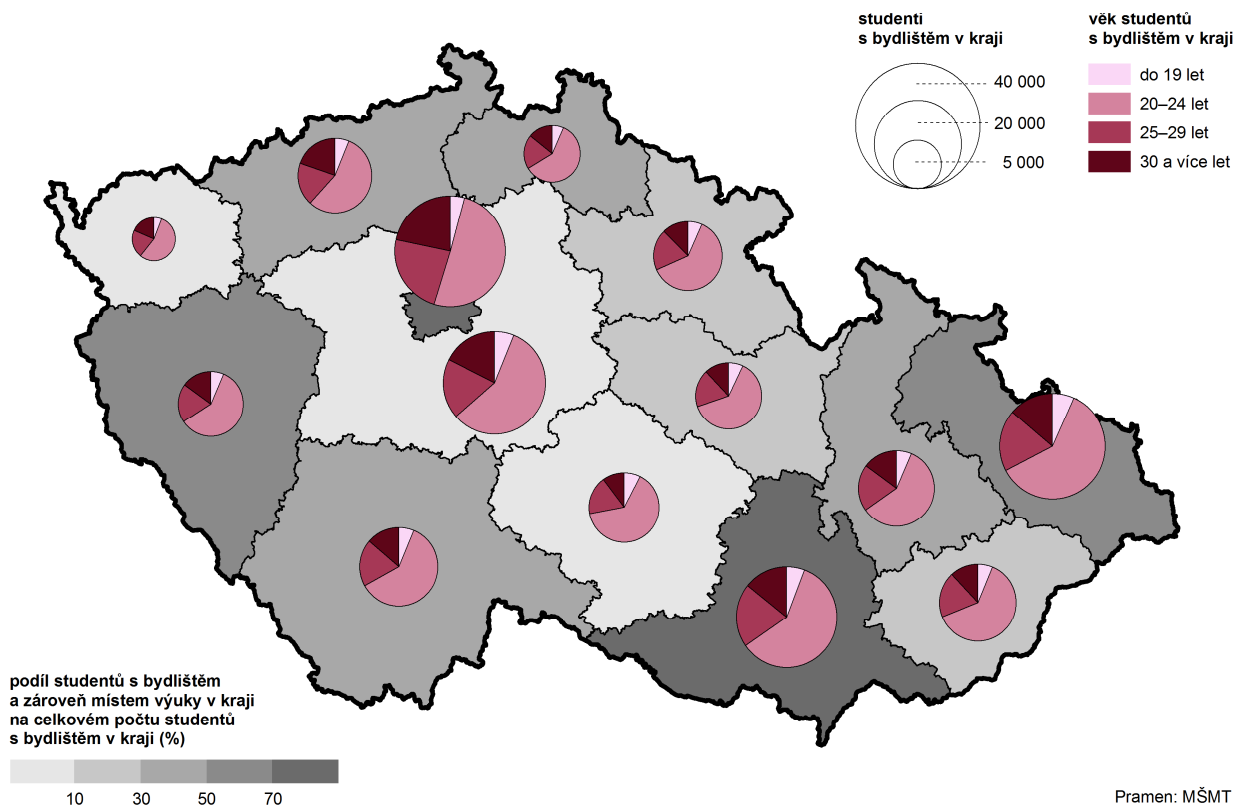 studenti
s bydlištěm v kraji
40 000
20 000
5 000
věk studentů
s bydlištěm v kraji
do 19 let
20–24 let
25–29 let
30 a více let
podíl studentů s bydlištěm
a zároveň místem výuky v kraji
na celkovém počtu studentů
s bydlištěm v kraji (%)
10 30 50 70
Pramen: MŠMT